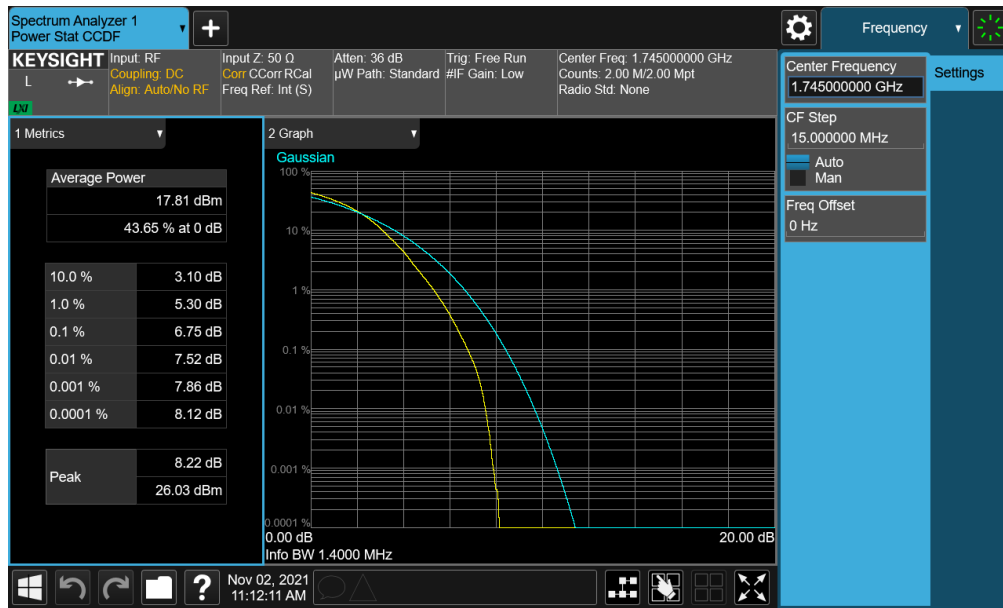 Spectrum Analyzer 1
Power Stat CCDF
+
Frequency
KEYSIGHT
L
LXI
Input: RF
Coupling: DC
Align: Auto/No RF
Input Z: 50 Ω
Corr CCorr RCal
Freq Ref: Int (S)
Atten: 36 dB
µW Path: Standard
Trig: Free Run
#IF Gain: Low
Center Freq: 1.745000000 GHz
Counts: 2.00 M/2.00 Mpt
Radio Std: None
Center Frequency
1.745000000 GHz
Settings
CF Step
15.000000 MHz
Auto
Man
Freq Offset
0 Hz
1 Metrics
Average Power
17.81 dBm
43.65 % at 0 dB
10.0 % 3.10 dB
1.0 % 5.30 dB
0.1 % 6.75 dB
0.01 % 7.52 dB
0.001 % 7.86 dB
0.0001 % 8.12 dB
Peak
8.22 dB
26.03 dBm
2 Graph
Gaussian
100 %
10 %
1 %
0.1 %
0.01 %
0.001 %
0.0001 %
0.00 dB 20.00 dB
Info BW 1.4000 MHz
?
Nov 02, 2021
11:12:11 AM